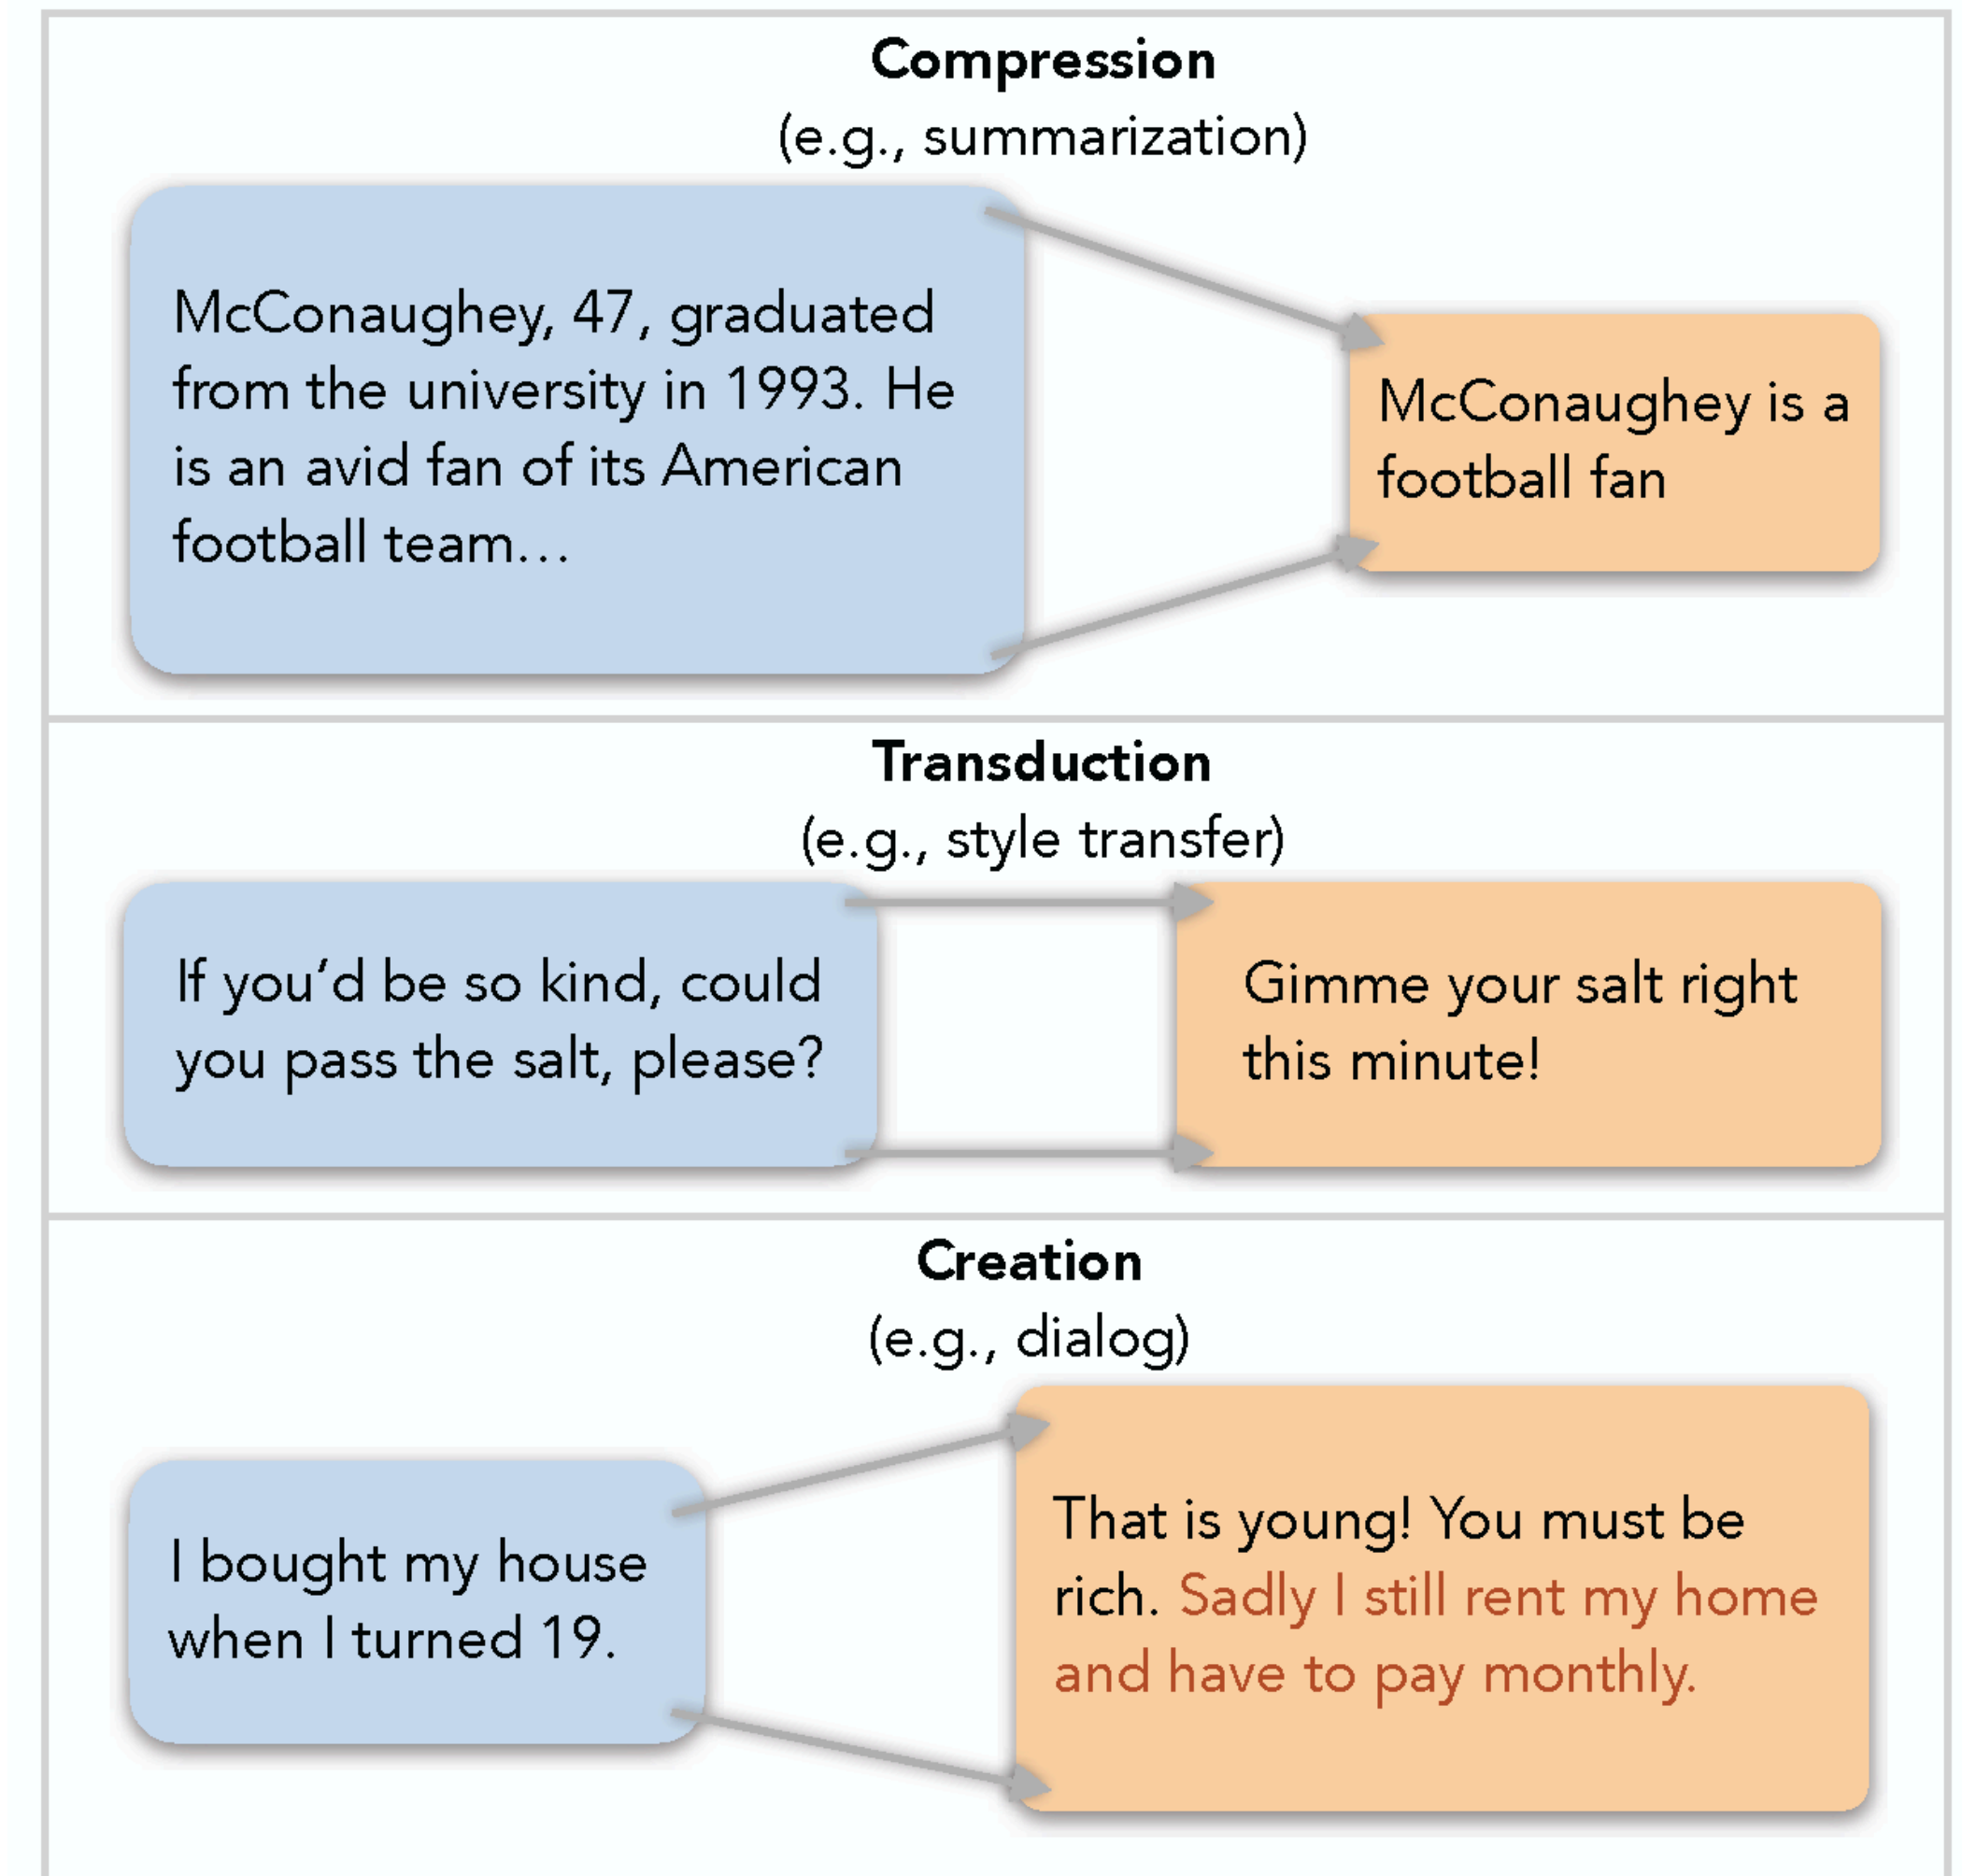 Compression
(e.g., summarization)
McConaughey, 47, graduated
from the university in 1993. He
is an avid fan of its American
football team…
McConaughey is a
football fan
Transduction
(e.g., style transfer)
If you’d be so kind, could
you pass the salt, please?
Gimme your salt right
this minute!
Creation
(e.g., dialog)
I bought my house
when I turned 19.
That is young! You must be
rich. Sadly I still rent my home
and have to pay monthly.